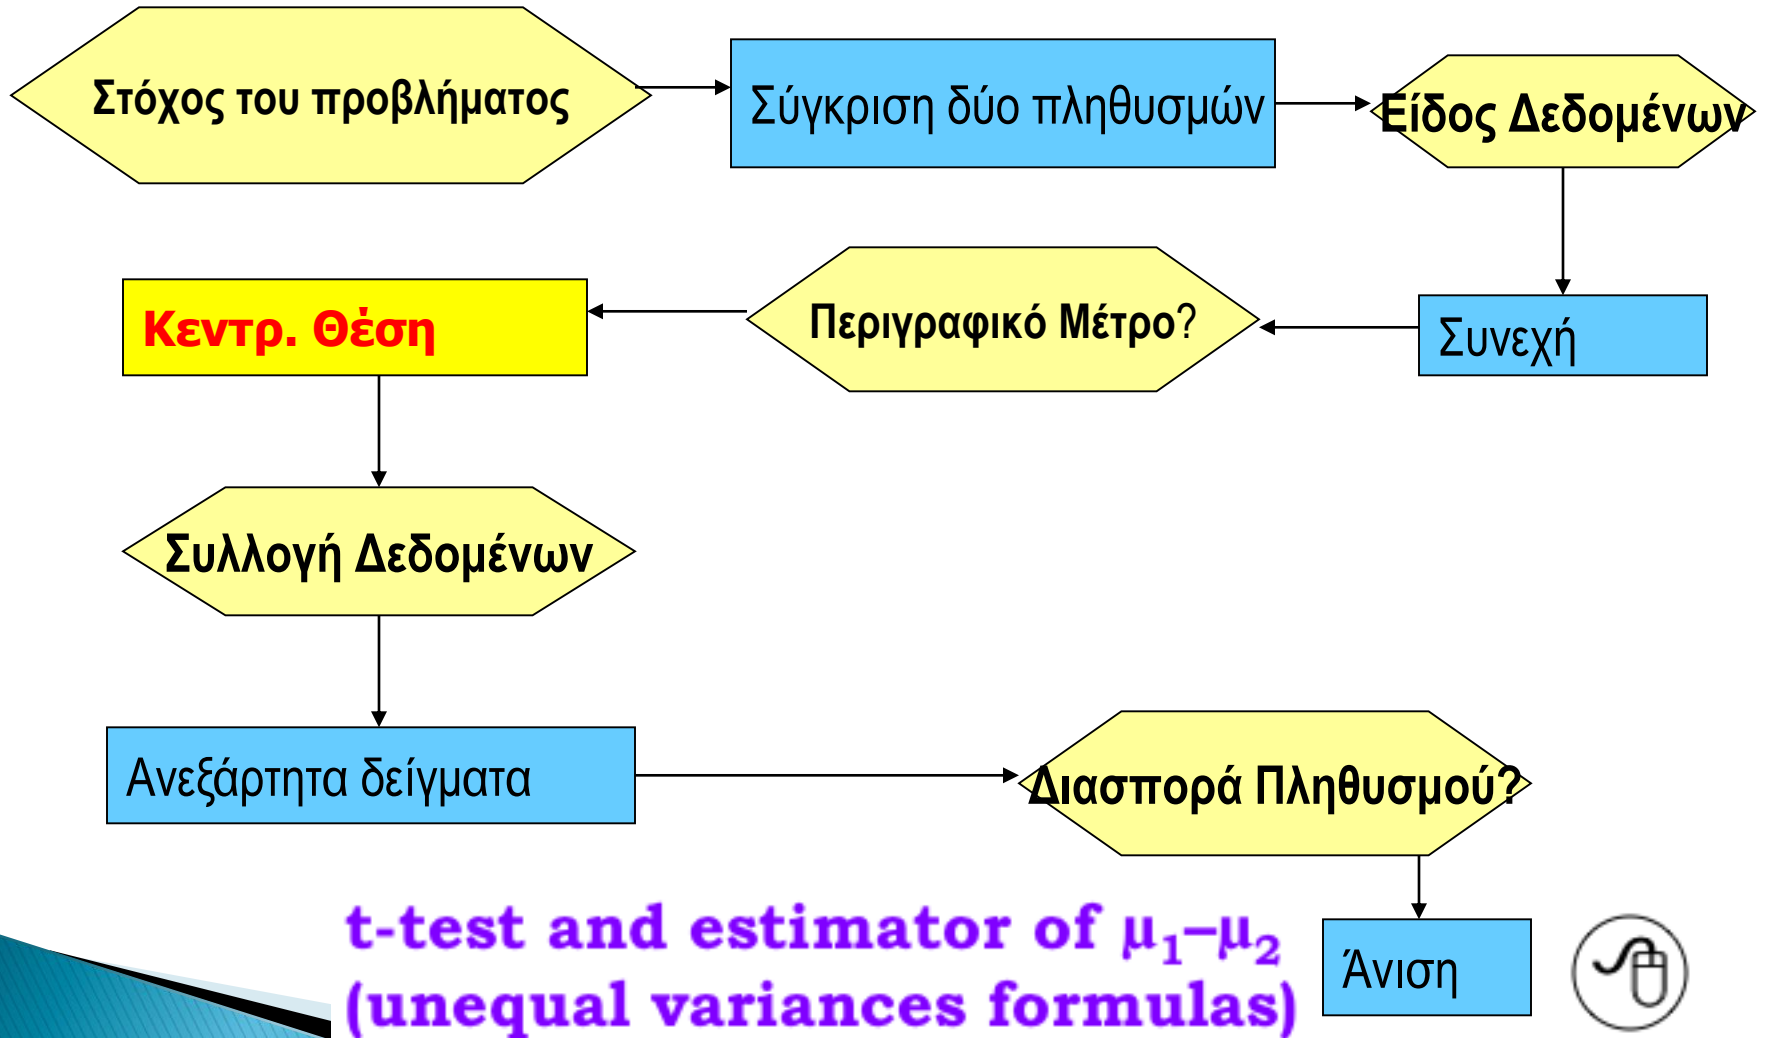 Στόχος του προβλήματος
Σύγκριση δύο πληθυσμών
Είδος Δεδομένων
Συνεχή
Περιγραφικό Μέτρο?
Κεντρ. Θέση
Συλλογή Δεδομένων
Ανεξάρτητα δείγματα
Διασπορά Πληθυσμού?
Άνιση
t-test and estimator of μ₁–μ₂
(unequal variances formulas)